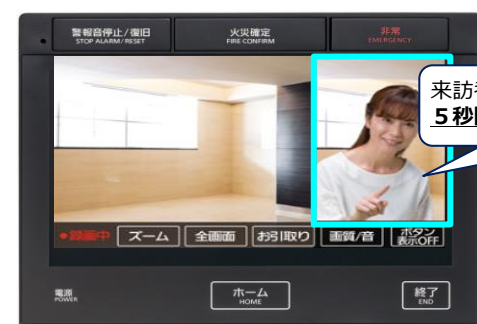 警報音停止/復旧
STOP ALARM/RESET
火災確定
FIRE CONFIRM
非常
EMERGENCY
来訪者
５秒間
●録画中
ズーム
全画面
お引取り
画質/音
ボタン
表示OFF
電源
POWER
ホーム
HOME
終了
END